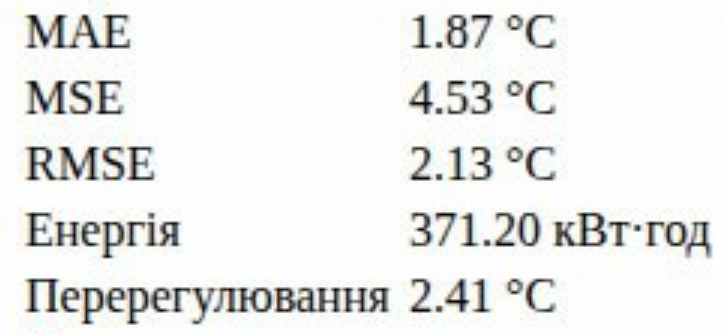 MAE 1.87 °C
MSE 4.53 °C
RMSE 2.13 °C
Енергія 371.20 кВт·год
Перерегулювання 2.41 °C